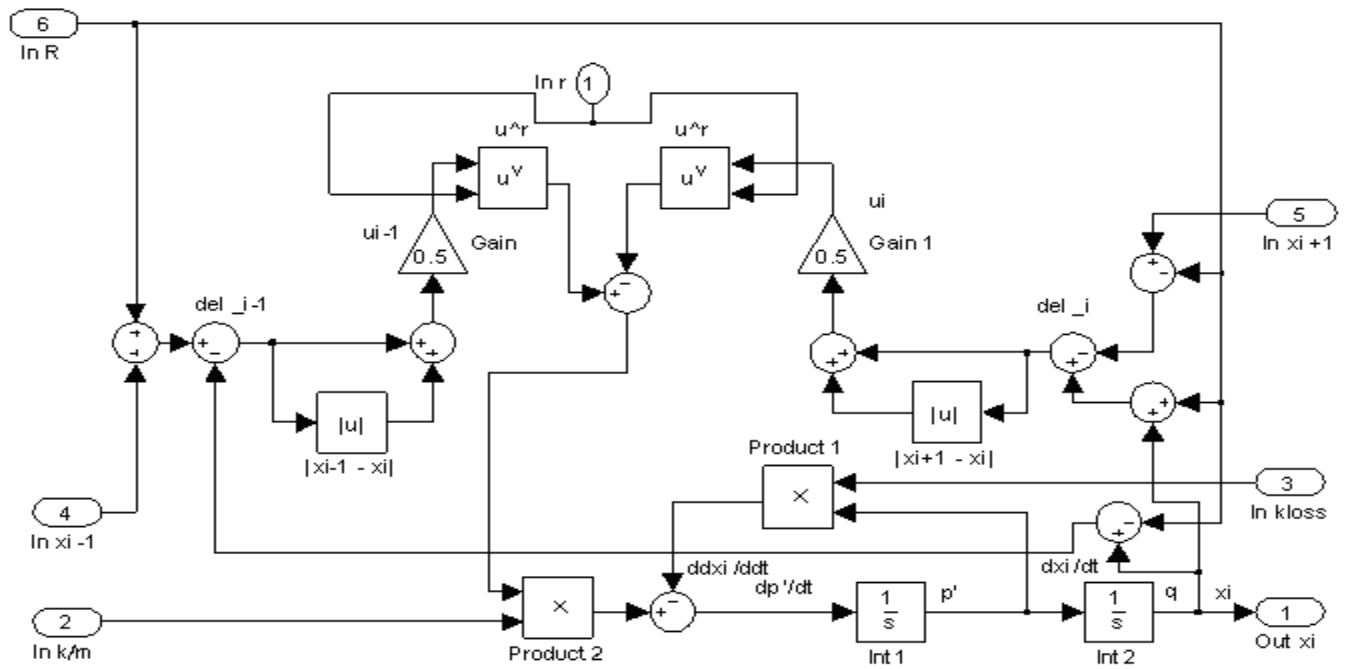 6
In R
In r
1
u^r
u^r
u^v
u^v
ui
5
ui-1
Gain
0.5
0.5
Gain 1
In xi +1
+
-
+
-
del _i-1
del _i
+
+
+
-
+
+
+
+
+
-
|u|
|u|
+
+
|xi-1 - xi|
Product 1
|xi+1 - xi|
×
3
In kloss
4
In xi -1
+
-
ddxi /ddt
dxi /dt
dp'/dt
p'
q
xi
×
+
-
1
s
1
s
1
2
In k/m
Product 2
Int 1
Int 2
Out xi